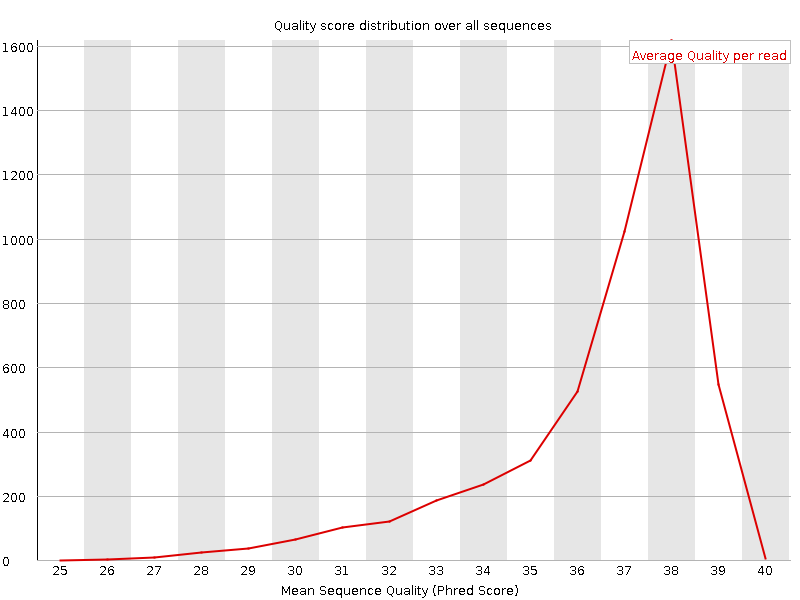 Quality score distribution over all sequences
1600
Average Quality per read
1400
1200
1000
800
600
400
200
0
25 26 27 28 29 30 31 32 33 34 35 36 37 38 39 40
Mean Sequence Quality (Phred Score)